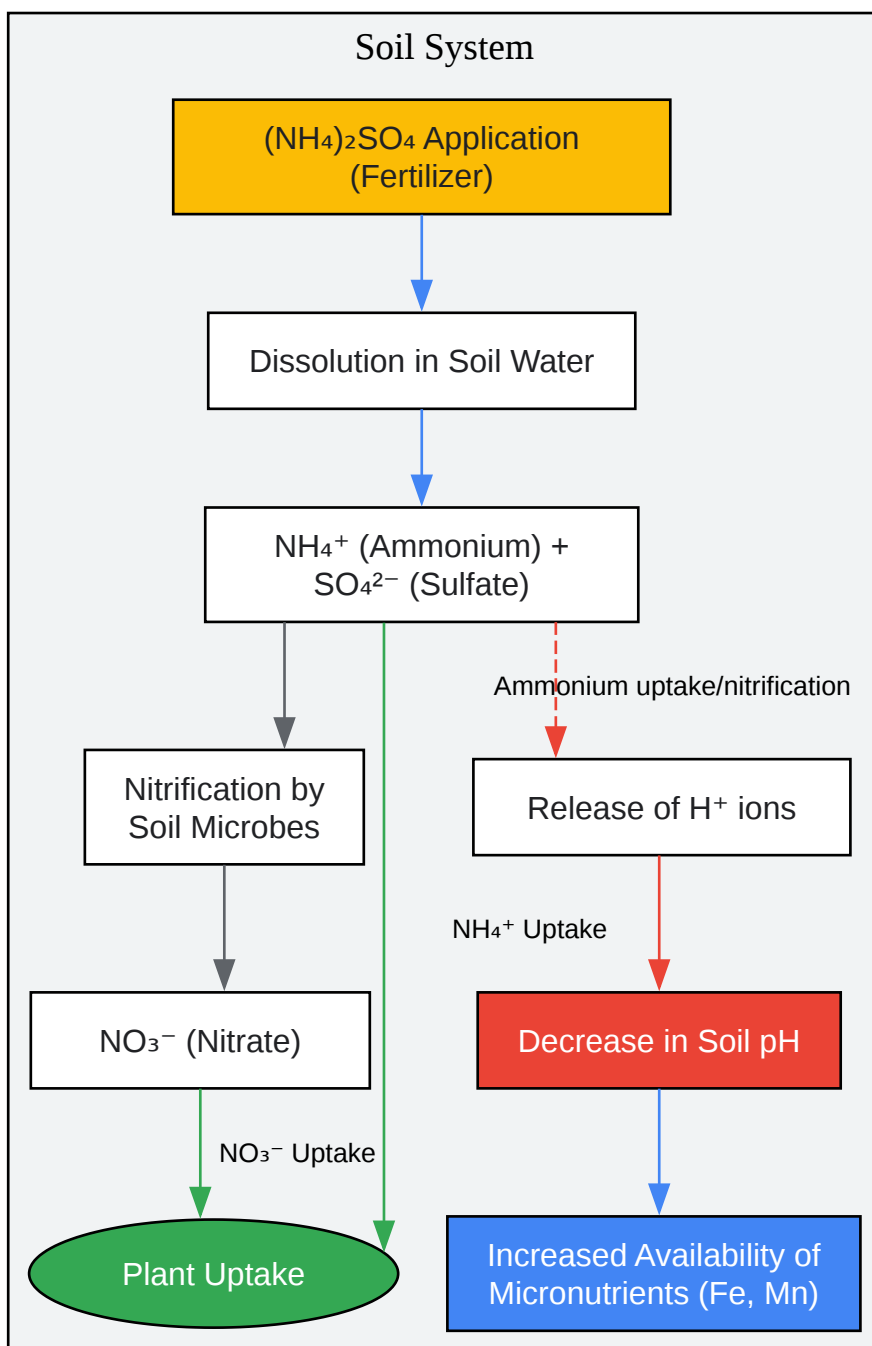 Soil System
(NH₄)₂SO₄ Application
(Fertilizer)
Dissolution in Soil Water
NH₄⁺ (Ammonium) +
SO₄²⁻ (Sulfate)
Ammonium uptake/nitrification
Nitrification by
Soil Microbes
Release of H⁺ ions
NH₄⁺ Uptake
NO₃⁻ (Nitrate)
Decrease in Soil pH
NO₃⁻ Uptake
Plant Uptake
Increased Availability of
Micronutrients (Fe, Mn)